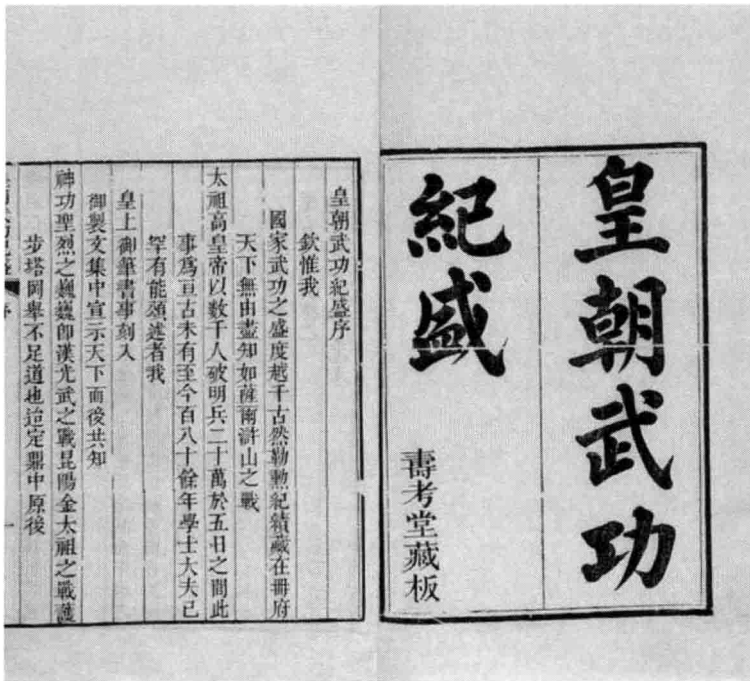 皇朝武功
紀盛
壽考堂藏板
皇朝武功紀盛序
欽惟我
國家武功之盛度越千古然勒勲紀績藏在冊府
天下無由盡知如薩爾滸山之戰
太祖高皇帝以數千人破明兵二十萬於五日之間此
事爲亘古未有至今百八十餘年學士大夫已
罕有能頌述者我
皇上御筆書事刻入
御製文集中宣示天下而後共知
神功聖烈之巍巍即漢光武之戰昆陽金太祖之戰護
步塔岡舉不足道也迨定鼎中原後
序
一